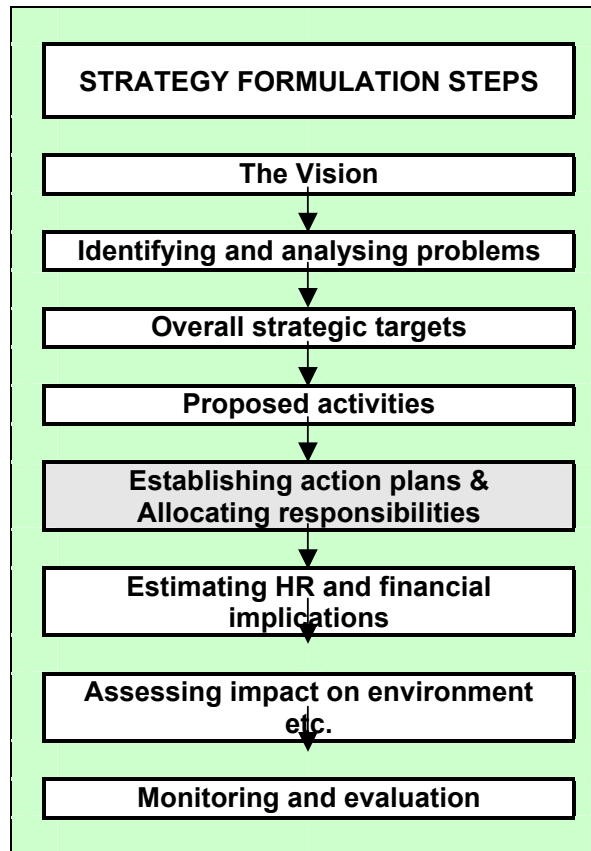 STRATEGY FORMULATION STEPS
The Vision
Identifying and analysing problems
Overall strategic targets
Proposed activities
Establishing action plans &
Allocating responsibilities
Estimating HR and financial
implications
Assessing impact on environment
etc.
Monitoring and evaluation